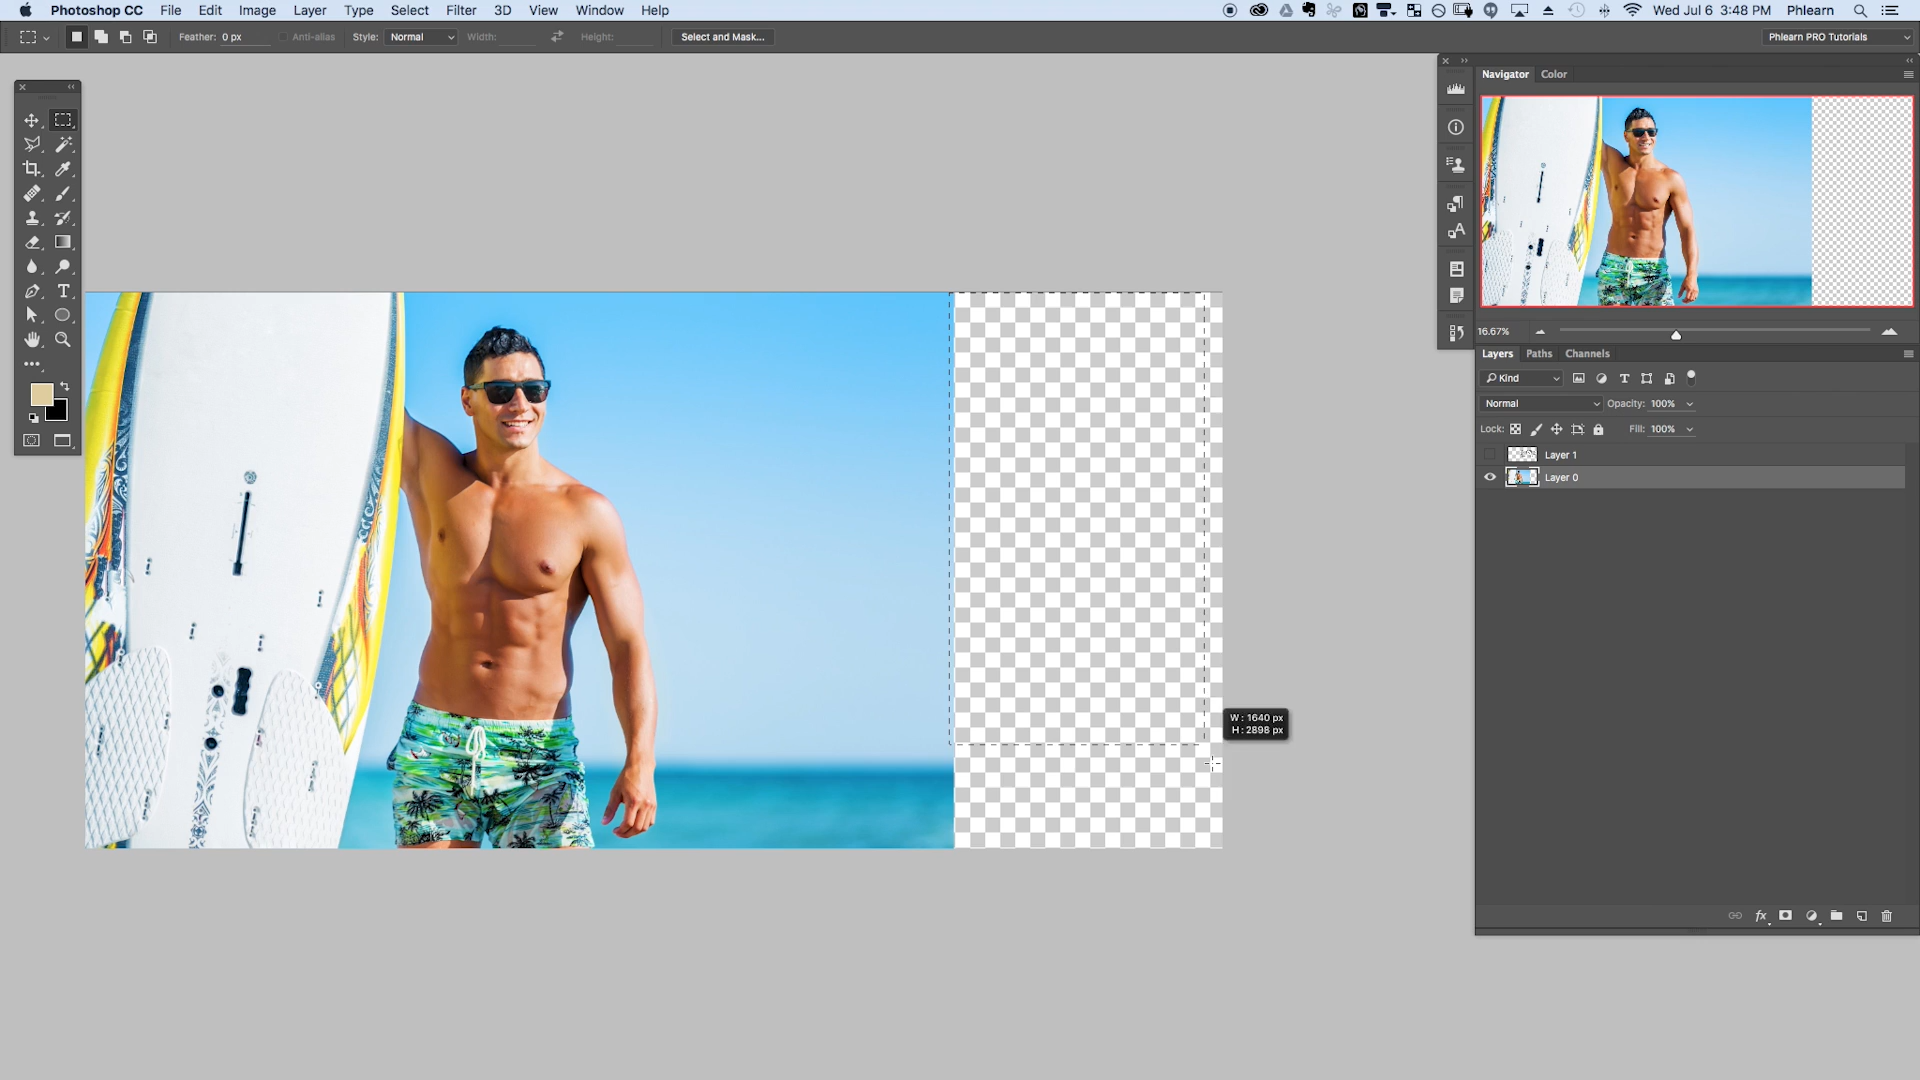 Photoshop CC File Edit Image Layer Type Select Filter 3D View Window Help Wed Jul 6 3:48 PM Phlearn
Feather: 0 px Anti-alias Style: Normal Width: Height: Select and Mask... Phlearn PRO Tutorials
Navigator Color
16.67%
Layers Paths Channels
Kind
Normal Opacity: 100%
Lock: Fill: 100%
Layer 1
Layer 0
W : 1640 px
H : 2898 px
fx